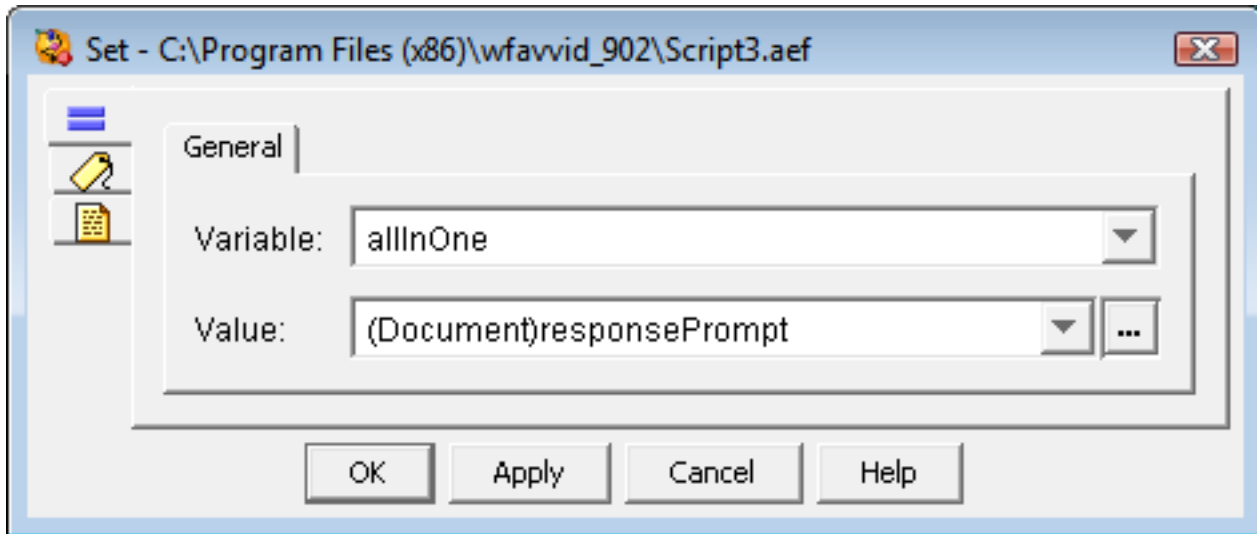 Set - C:\Program Files (x86)\wfavvid_902\Script3.aef
General
Variable: allInOne
Value: (Document)responsePrompt ...
OK Apply Cancel Help